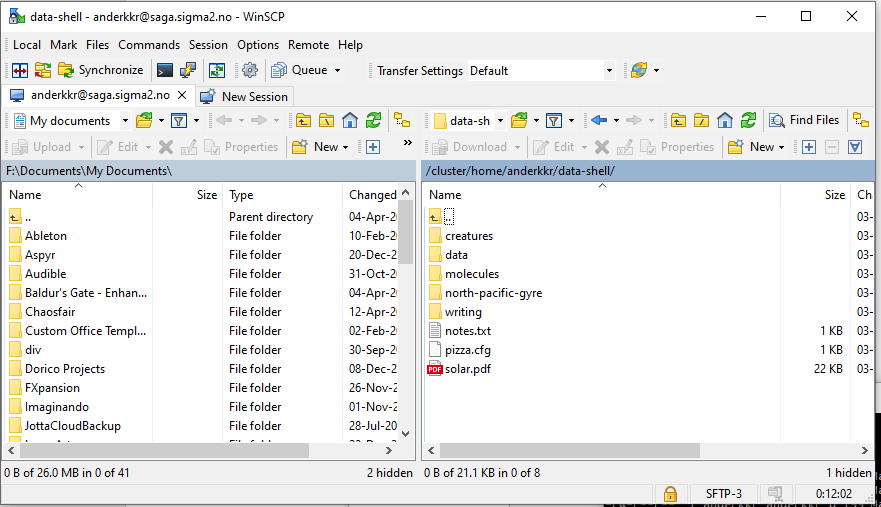 data-shell - anderkkr@saga.sigma2.no - WinSCP
Local Mark Files Commands Session Options Remote Help
Synchronize Queue Transfer Settings Default
anderkkr@saga.sigma2.no New Session
My documents data-sh Find Files
Upload Edit Properties New Download Edit Properties New
F:\Documents\My Documents\ /cluster/home/anderkkr/data-shell/
Name Size Type Changed Name Size Ch
.. Parent directory 04-Apr-20 ..
Ableton File folder 10-Feb-20 creatures 03-
Aspyr File folder 20-Dec-2 data 03-
Audible File folder 31-Oct-20 molecules 03-
Baldur's Gate - Enhan... File folder 04-Apr-20 north-pacific-gyre 03-
Chaosfair File folder 12-Apr-20 writing 03-
Custom Office Templ... File folder 02-Feb-20 notes.txt 1 KB 03-
div File folder 30-Sep-20 pizza.cfg 1 KB 03-
Dorico Projects File folder 08-Dec-2 PDF solar.pdf 22 KB 03-
FXpansion File folder 26-Nov-2
Imaginando File folder 01-Nov-2
JottaCloudBackup File folder 28-Jul-20
0 B of 26.0 MB in 0 of 41 2 hidden 0 B of 21.1 KB in 0 of 8 1 hidden
SFTP-3 0:12:02